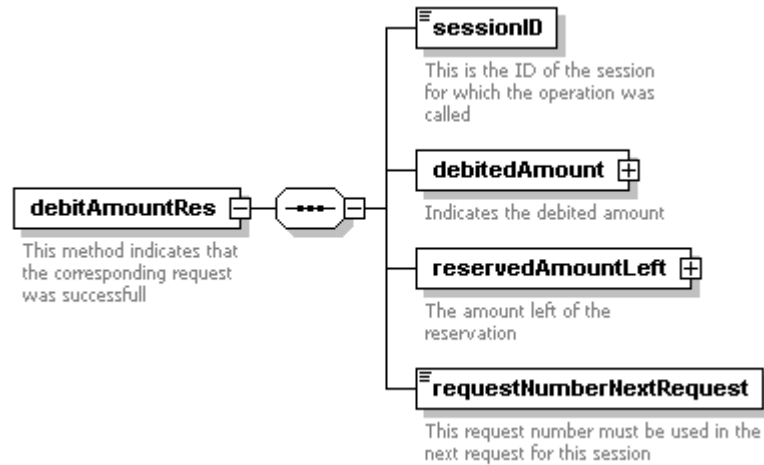 sessionID
This is the ID of the session
for which the operation was
called
debitedAmount
Indicates the debited amount
debitAmountRes
This method indicates that
the corresponding request
was successfull
reservedAmountLeft
The amount left of the
reservation
requestNumberNextRequest
This request number must be used in the
next request for this session